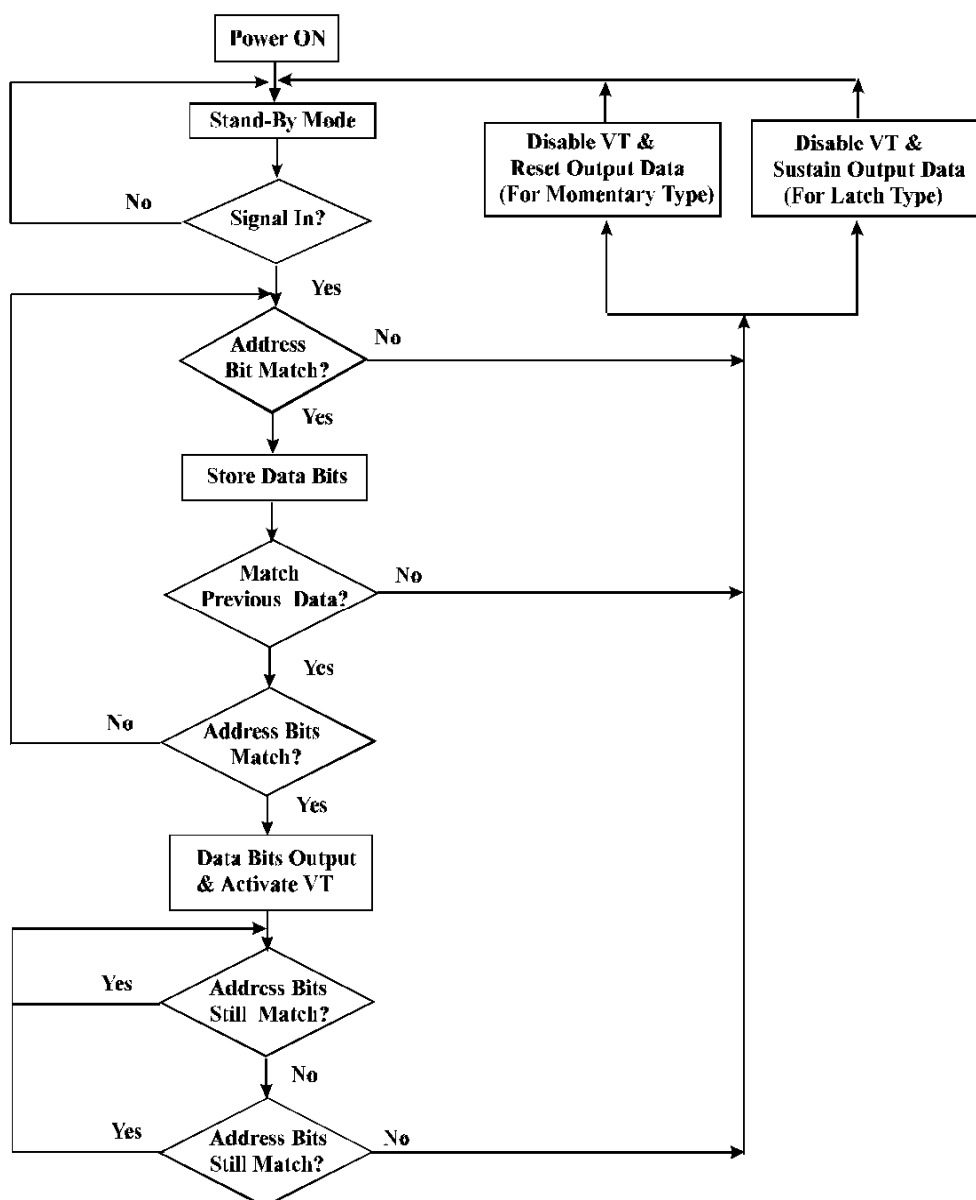 Power ON
Stand-By Mode
Disable VT &
Reset Output Data
(For Momentary Type)
Disable VT &
Sustain Output Data
(For Latch Type)
No
Signal In?
Yes
Address
Bit Match?
No
Yes
Store Data Bits
Match
Previous Data?
No
Yes
No
Address Bits
Match?
Yes
Data Bits Output
& Activate VT
Yes
Address Bits
Still Match?
No
Yes
Address Bits
Still Match?
No